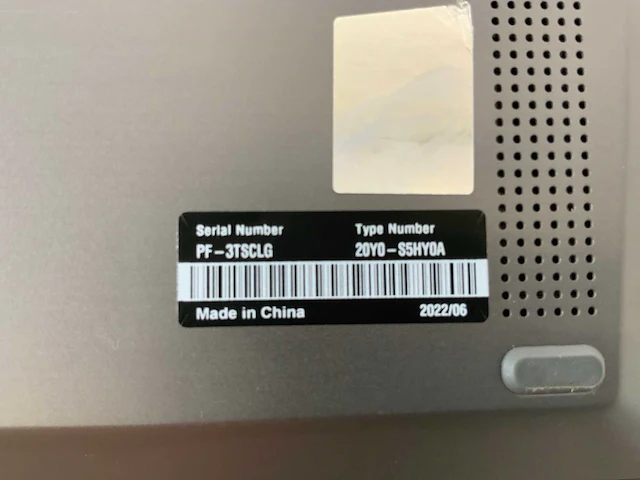 Serial Number Type Number
PF-3TSCLG 20Y0-S5HY0A
Made in China 2022/06